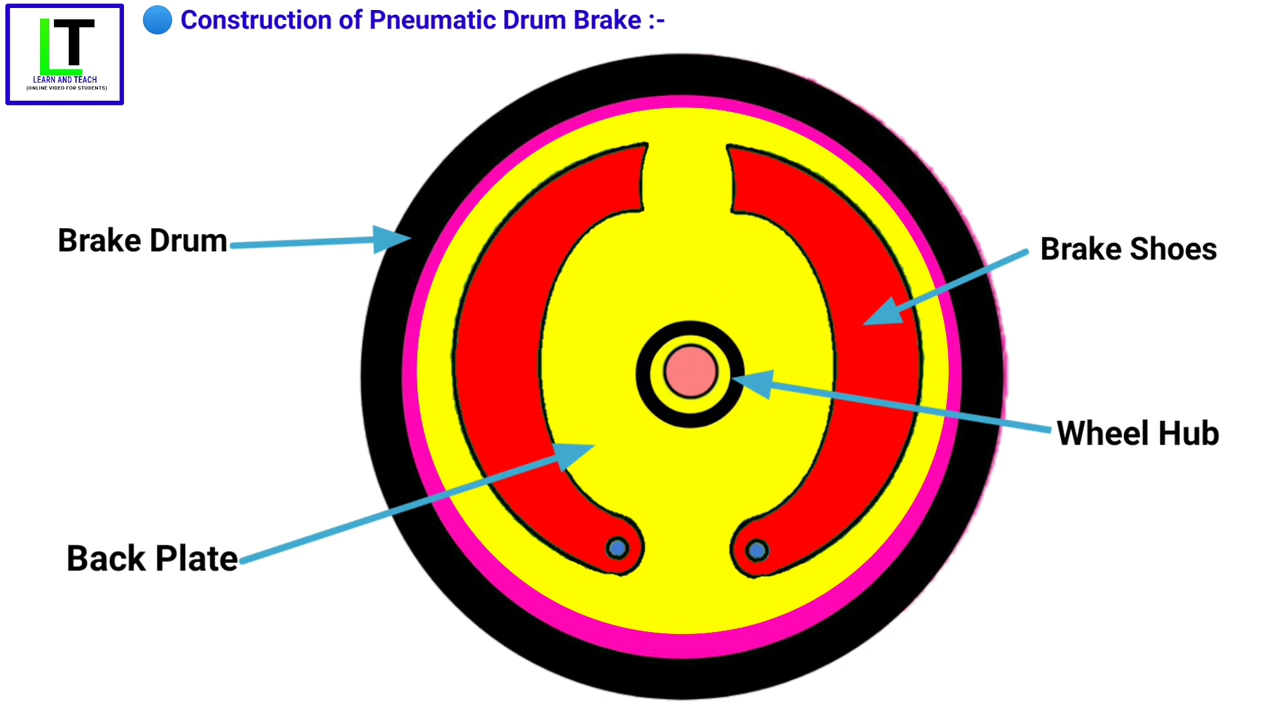 Construction of Pneumatic Drum Brake :-
LT
LEARN AND TEACH
(ONLINE VIDEO FOR STUDENTS)
Brake Drum
Brake Shoes
Wheel Hub
Back Plate